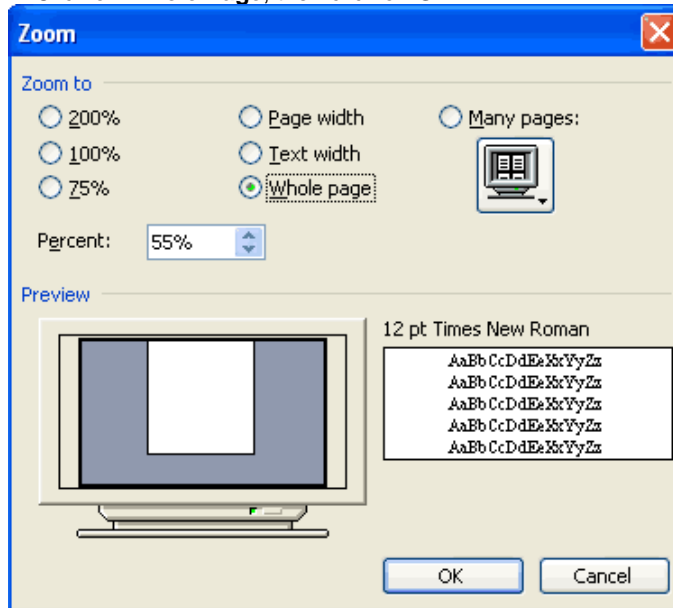 Zoom
Zoom to
200% Page width Many pages:
100% Text width
75% Whole page
Percent: 55%
Preview
12 pt Times New Roman
AaBbCcDdEeXxYyZz
AaBbCcDdEeXxYyZz
AaBbCcDdEeXxYyZz
AaBbCcDdEeXxYyZz
AaBbCcDdEeXxYyZz
OK Cancel